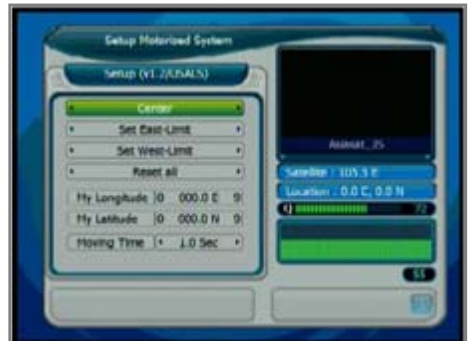 Setup Motorized System
Setup (v1.2/USALS)
Center
Set East-Limit
Set West-Limit
Reset all
My Longitude 000.0 E
My Latitude 000.0 N
Moving Time 1.0 Sec
Asiasat_3S
Satellite : 105.5 E
Location : 0.0 E, 0.0 N
Q
55